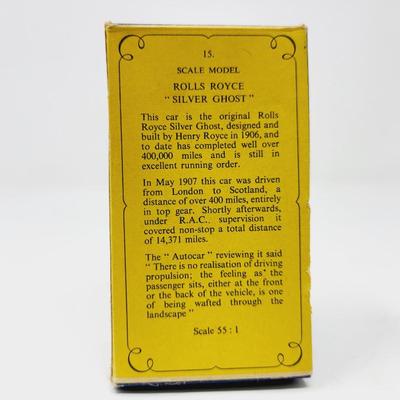 15.
SCALE MODEL
ROLLS ROYCE
" SILVER GHOST "
This car is the original Rolls
Royce Silver Ghost, designed and
built by Henry Royce in 1906, and
to date has completed well over
400,000 miles and is still in
excellent running order.
In May 1907 this car was driven
from London to Scotland, a
distance of over 400 miles, entirely
in top gear. Shortly afterwards,
under R.A.C. supervision it
covered non-stop a total distance
of 14,371 miles.
The " Autocar " reviewing it said
" There is no realisation of driving
propulsion; the feeling as the
passenger sits, either at the front
or the back of the vehicle, is one
of being wafted through the
landscape "
Scale 55 : 1